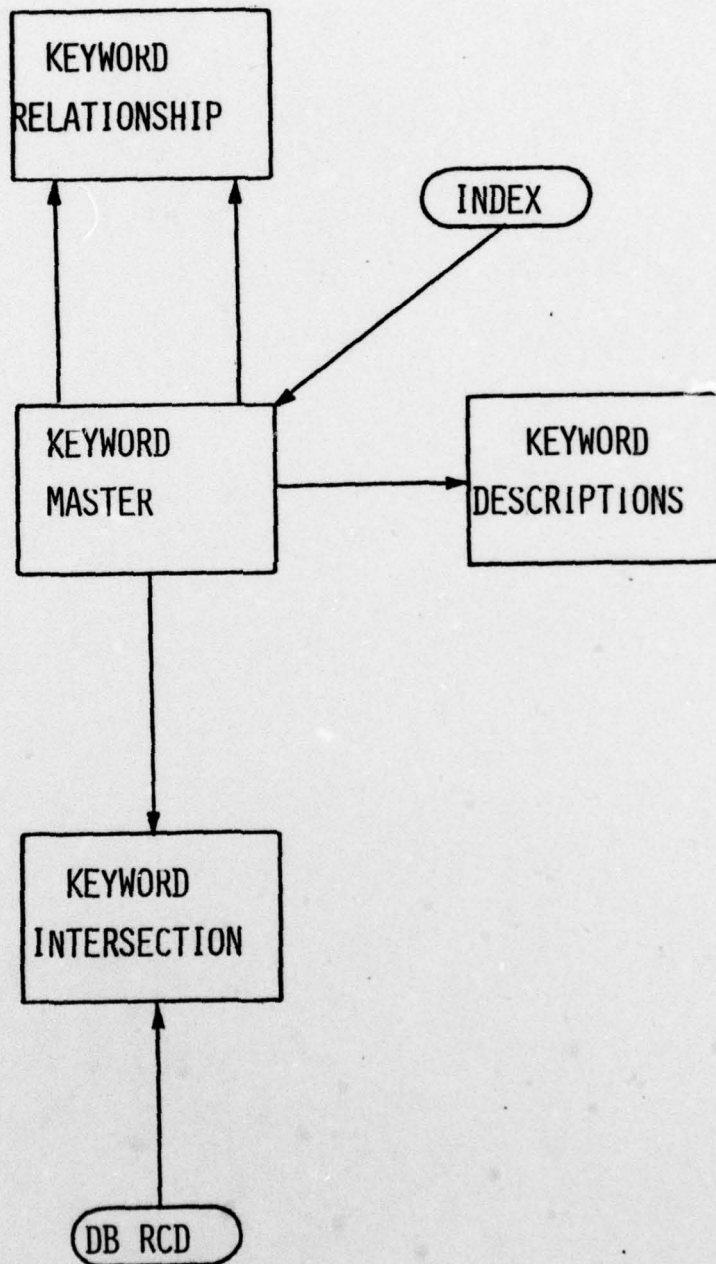 KEYWORD
RELATIONSHIP
INDEX
KEYWORD
MASTER
KEYWORD
DESCRIPTIONS
KEYWORD
INTERSECTION
DB RCD